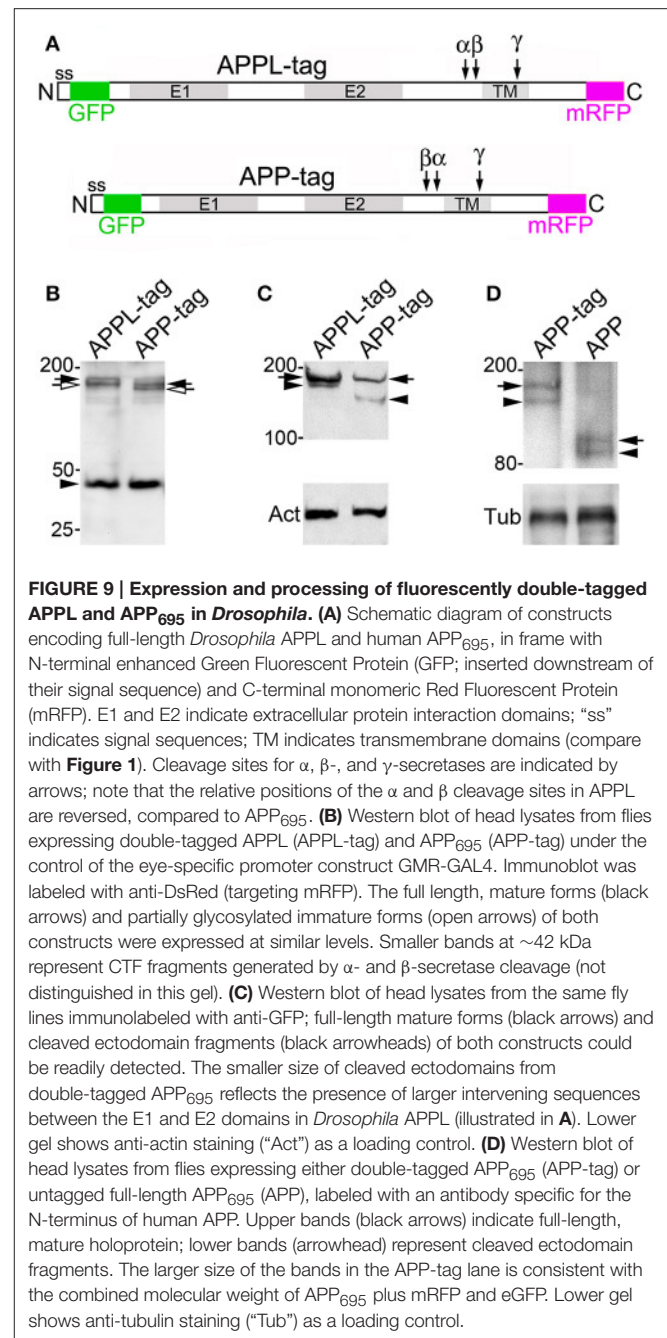 A
APPL-tag
α β γ
ss
N E1 E2 TM C
GFP mRFP
APP-tag
β α γ
ss
N E1 E2 TM C
GFP mRFP
B
APPL-tag
APP-tag
200-
50-
25-
C
APPL-tag
APP-tag
200-
100-
Act
D
APP-tag
APP
200-
80-
Tub
FIGURE 9 | Expression and processing of fluorescently double-tagged
APPL and APP695 in Drosophila. (A) Schematic diagram of constructs
encoding full-length Drosophila APPL and human APP695, in frame with
N-terminal enhanced Green Fluorescent Protein (GFP; inserted downstream of
their signal sequence) and C-terminal monomeric Red Fluorescent Protein
(mRFP). E1 and E2 indicate extracellular protein interaction domains; “ss”
indicates signal sequences; TM indicates transmembrane domains (compare
with Figure 1). Cleavage sites for α, β-, and γ-secretases are indicated by
arrows; note that the relative positions of the α and β cleavage sites in APPL
are reversed, compared to APP695. (B) Western blot of head lysates from flies
expressing double-tagged APPL (APPL-tag) and APP695 (APP-tag) under the
control of the eye-specific promoter construct GMR-GAL4. Immunoblot was
labeled with anti-DsRed (targeting mRFP). The full length, mature forms (black
arrows) and partially glycosylated immature forms (open arrows) of both
constructs were expressed at similar levels. Smaller bands at ∼42 kDa
represent CTF fragments generated by α- and β-secretase cleavage (not
distinguished in this gel). (C) Western blot of head lysates from the same fly
lines immunolabeled with anti-GFP; full-length mature forms (black arrows) and
cleaved ectodomain fragments (black arrowheads) of both constructs could
be readily detected. The smaller size of cleaved ectodomains from
double-tagged APP695 reflects the presence of larger intervening sequences
between the E1 and E2 domains in Drosophila APPL (illustrated in A). Lower
gel shows anti-actin staining (“Act”) as a loading control. (D) Western blot of
head lysates from flies expressing either double-tagged APP695 (APP-tag) or
untagged full-length APP695 (APP), labeled with an antibody specific for the
N-terminus of human APP. Upper bands (black arrows) indicate full-length,
mature holoprotein; lower bands (arrowhead) represent cleaved ectodomain
fragments. The larger size of the bands in the APP-tag lane is consistent with
the combined molecular weight of APP695 plus mRFP and eGFP. Lower gel
shows anti-tubulin staining (“Tub”) as a loading control.